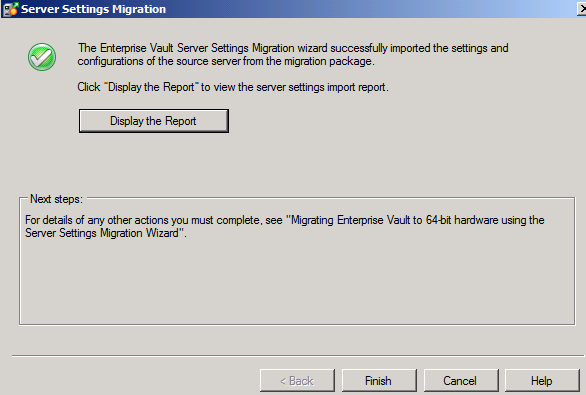 Server Settings Migration
The Enterprise Vault Server Settings Migration wizard successfully imported the settings and
configurations of the source server from the migration package.
Click "Display the Report" to view the server settings import report.
Display the Report
Next steps:
For details of any other actions you must complete, see "Migrating Enterprise Vault to 64-bit hardware using the
Server Settings Migration Wizard".
< Back
Finish
Cancel
Help